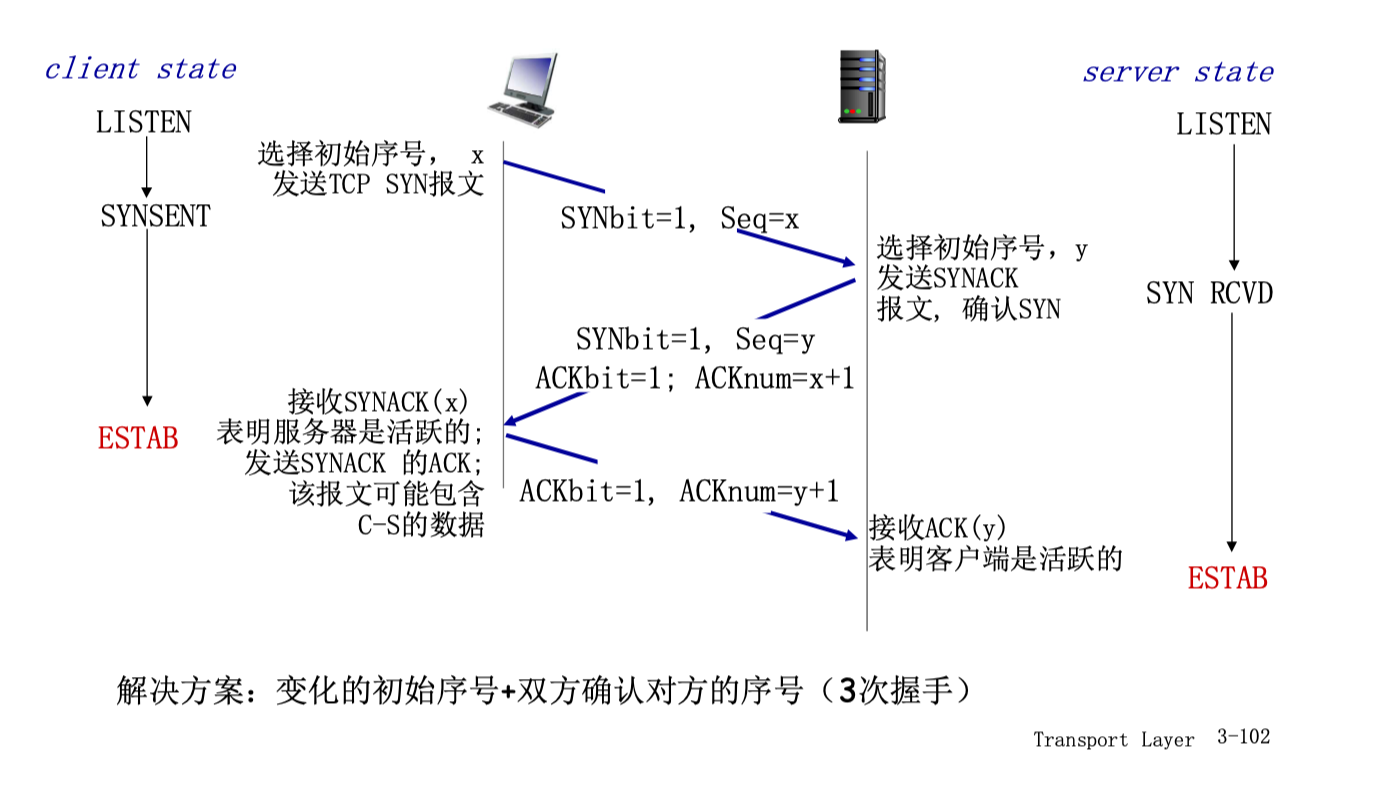 client state
server state
LISTEN
LISTEN
选择初始序号， x
发送TCP SYN报文
SYNSENT
SYNbit=1, Seq=x
选择初始序号，y
发送SYNACK
报文, 确认SYN
SYN RCVD
SYNbit=1, Seq=y
ACKbit=1; ACKnum=x+1
接收SYNACK(x)
表明服务器是活跃的;
发送SYNACK 的ACK;
该报文可能包含
C-S的数据
ESTAB
ACKbit=1, ACKnum=y+1
接收ACK(y)
表明客户端是活跃的
ESTAB
解决方案：变化的初始序号+双方确认对方的序号（3次握手）
Transport Layer 3-102